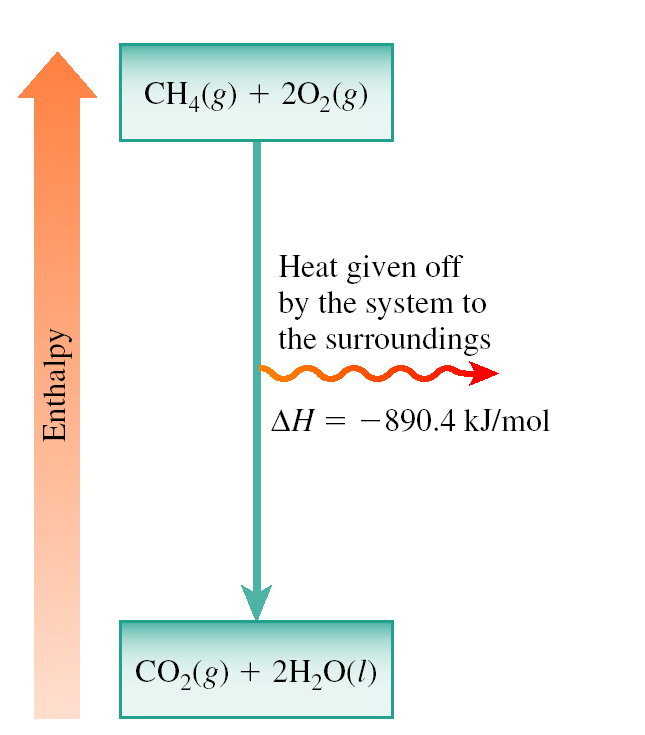 CH₄(g) + 2O₂(g)
Heat given off
by the system to
the surroundings
ΔH = −890.4 kJ/mol
Enthalpy
CO₂(g) + 2H₂O(l)